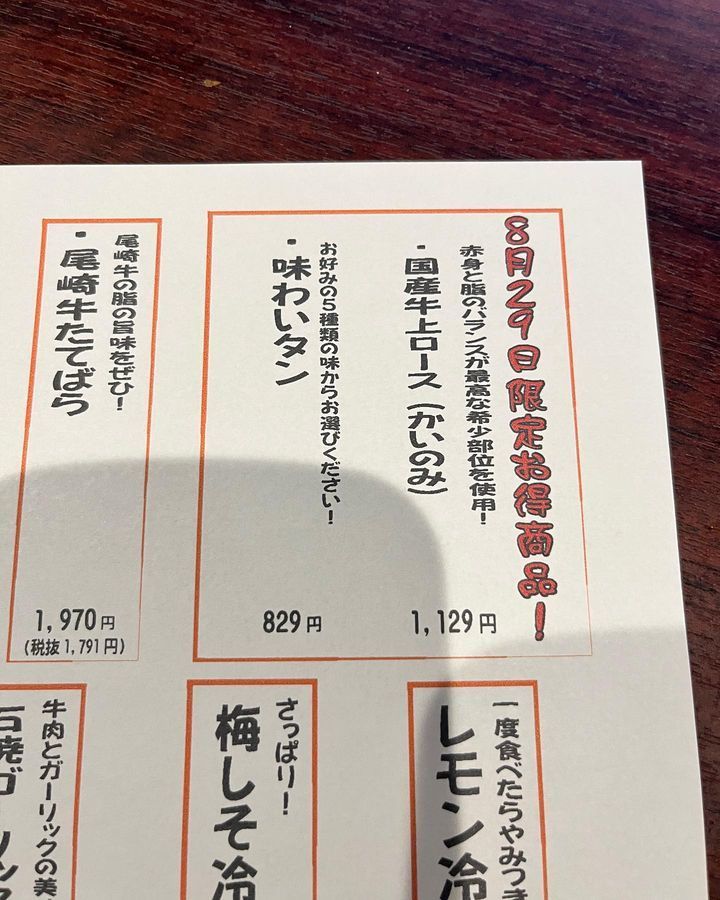 8月29日限定お得商品!
赤身と脂のバランスが最高な希少部位を使用!
・国産牛上ロース(かいのみ)
1,129円
お好みの5種類の味からお選びください!
・味わいタン
829円
尾崎牛の脂の旨味をぜひ!
・尾崎牛たてばら
1,970円
(税抜1,791円)
一度食べたらやみつき
レモン冷
さっぱり!
梅しそ冷
牛肉とガーリックの美
石焼ガーリック